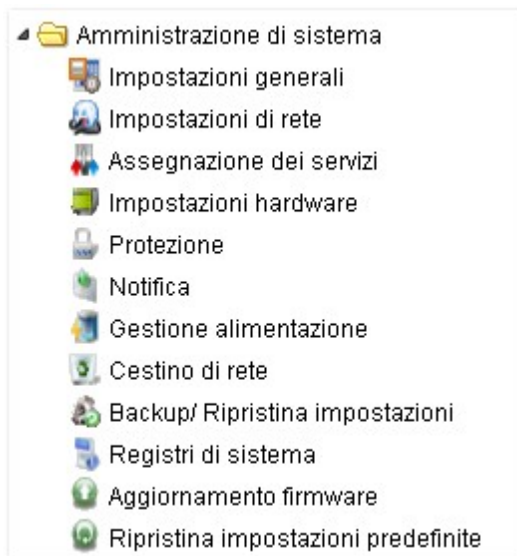 Amministrazione di sistema
Impostazioni generali
Impostazioni di rete
Assegnazione dei servizi
Impostazioni hardware
Protezione
Notifica
Gestione alimentazione
Cestino di rete
Backup/ Ripristina impostazioni
Registri di sistema
Aggiornamento firmware
Ripristina impostazioni predefinite